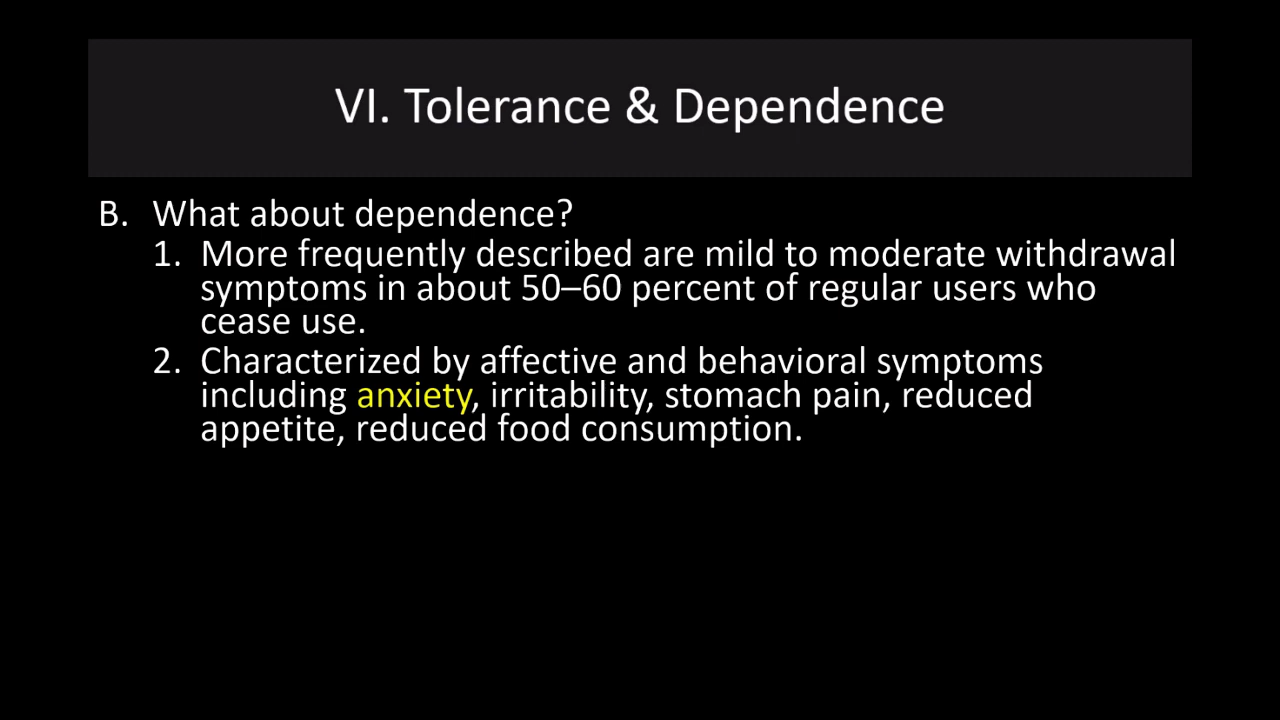 VI. Tolerance & Dependence
B. What about dependence?
1. More frequently described are mild to moderate withdrawal
symptoms in about 50–60 percent of regular users who
cease use.
2. Characterized by affective and behavioral symptoms
including anxiety, irritability, stomach pain, reduced
appetite, reduced food consumption.